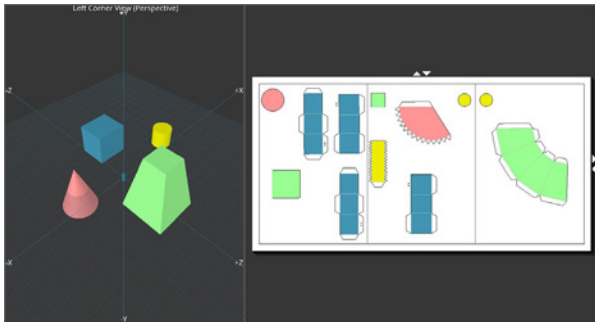 Left Corner View (Perspective)
+Y
-Z
+X
-X
+Z
-Y